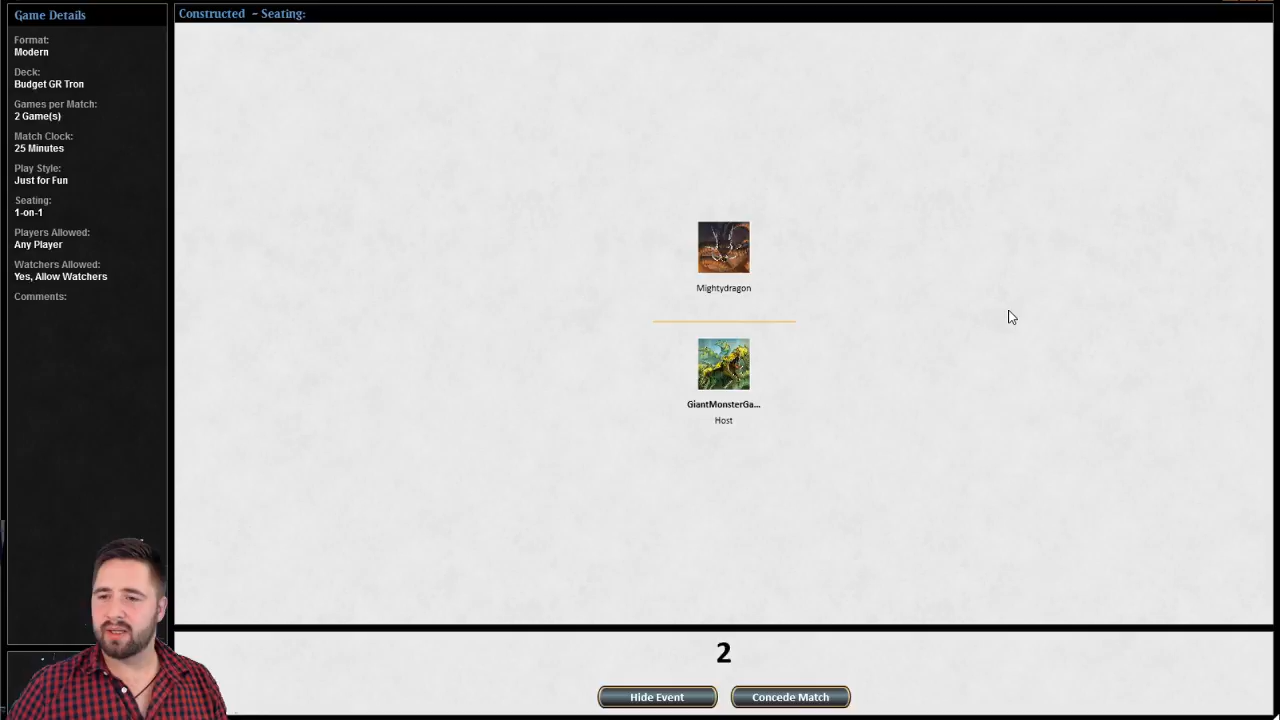 Game Details
Constructed - Seating:
Format:
Modern
Deck:
Budget GR Tron
Games per Match:
2 Game(s)
Match Clock:
25 Minutes
Play Style:
Just for Fun
Seating:
1-on-1
Players Allowed:
Any Player
Watchers Allowed:
Yes, Allow Watchers
Comments:
Mightydragon
GiantMonsterGa...
Host
2
Hide Event
Concede Match